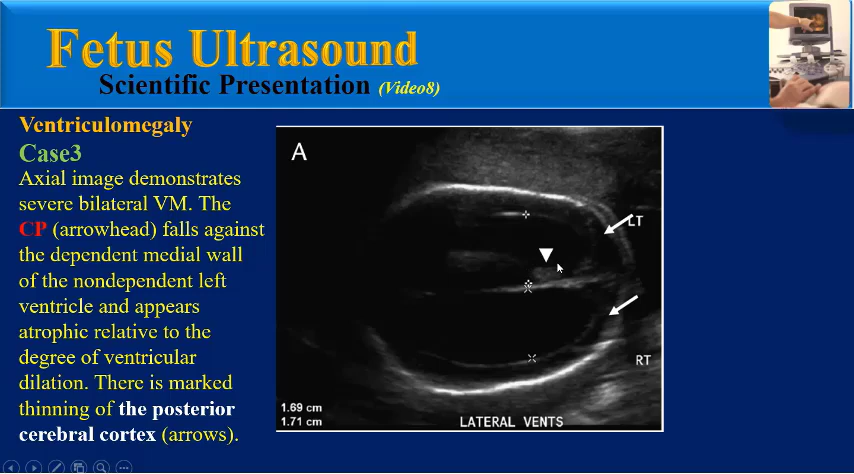 Fetus Ultrasound
Scientific Presentation (Video8)
Ventriculomegaly
Case3
Axial image demonstrates
severe bilateral VM. The
CP (arrowhead) falls against
the dependent medial wall
of the nondependent left
ventricle and appears
atrophic relative to the
degree of ventricular
dilation. There is marked
thinning of the posterior
cerebral cortex (arrows).
A
LT
RT
1.69 cm
1.71 cm
LATERAL VENTS